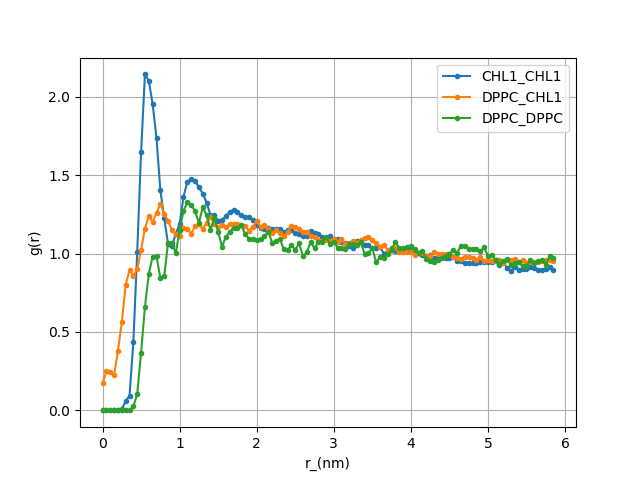 CHL1_CHL1
DPPC_CHL1
DPPC_DPPC
2.0
1.5
1.0
0.5
0.0
g(r)
0 1 2 3 4 5 6
r_(nm)